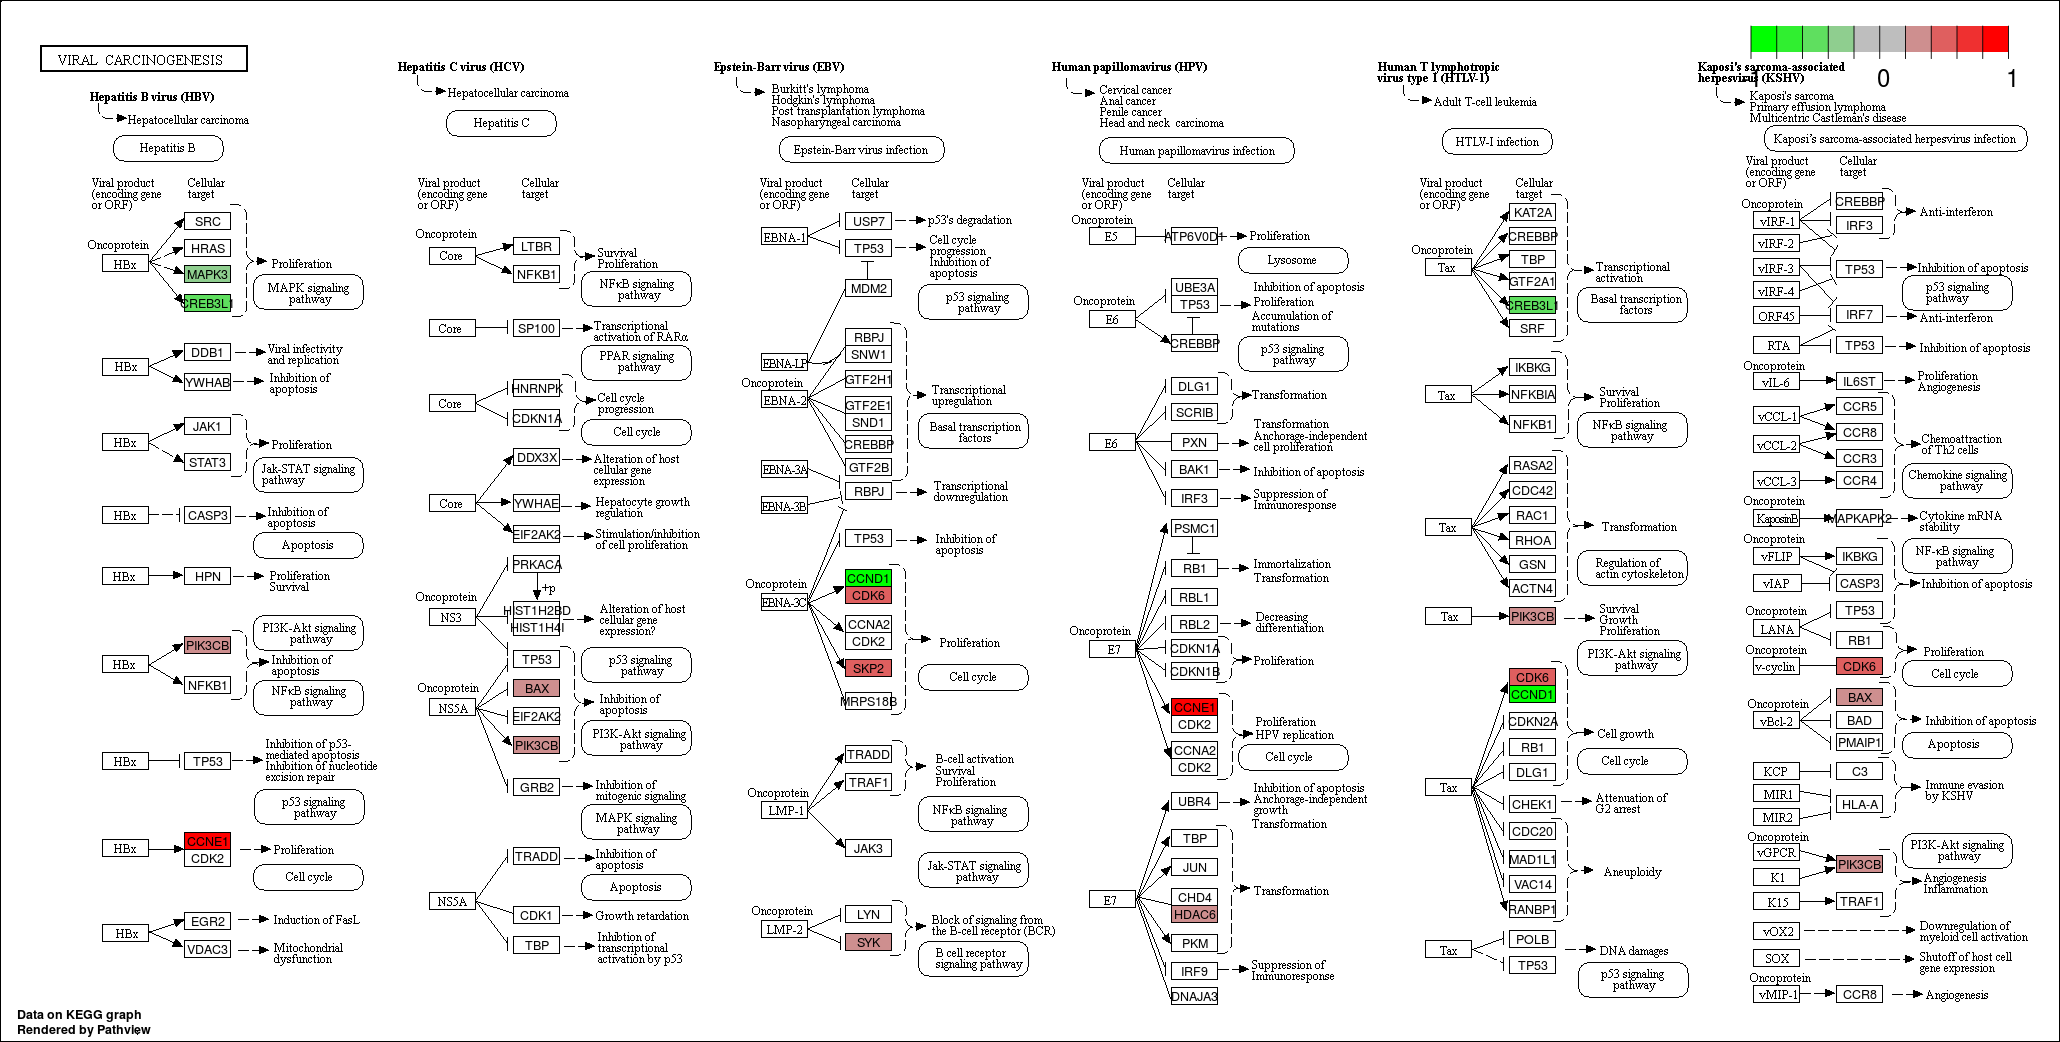 VIRAL CARCINOGENESIS
-1
0
1
Hepatitis B virus (HBV)
Hepatocellular carcinoma
Hepatitis B
Viral product
(encoding gene
or ORF)
Cellular
target
Oncoprotein
HBx
SRC
HRAS
MAPK3
CREB3L1
Proliferation
MAPK signaling
pathway
HBx
DDB1
YWHAB
Viral infectivity
and replication
Inhibition of
apoptosis
HBx
JAK1
STAT3
Proliferation
Jak-STAT signaling
pathway
HBx
CASP3
Inhibition of
apoptosis
Apoptosis
HBx
HPN
Proliferation
Survival
PI3K-Akt signaling
pathway
HBx
PIK3CB
NFKB1
Inhibition of
apoptosis
NFκB signaling
pathway
HBx
TP53
Inhibition of p53-
mediated apoptosis
Inhibition of nucleotide
excision repair
p53 signaling
pathway
HBx
CCNE1
CDK2
Proliferation
Cell cycle
HBx
EGR2
VDAC3
Induction of FasL
Mitochondrial
dysfunction
Hepatitis C virus (HCV)
Hepatocellular carcinoma
Hepatitis C
Viral product
(encoding gene
or ORF)
Cellular
target
Oncoprotein
Core
LTBR
NFKB1
Survival
Proliferation
NFκB signaling
pathway
Core
SP100
Transcriptional
activation of RARα
PPAR signaling
pathway
Core
HNRNPK
CDKN1A
Cell cycle
progression
Cell cycle
Core
DDX3X
YWHAE
EIF2AK2
Alteration of host
cellular gene
expression
Hepatocyte growth
regulation
Stimulation/inhibition
of cell proliferation
Oncoprotein
NS3
PRKACA
+p
HIST1H2BD
HIST1H4I
Alteration of host
cellular gene
expression?
TP53
p53 signaling
pathway
Oncoprotein
NS5A
BAX
EIF2AK2
PIK3CB
Inhibition of
apoptosis
PI3K-Akt signaling
pathway
GRB2
Inhibition of
mitogenic signaling
MAPK signaling
pathway
NS5A
TRADD
CDK1
TBP
Inhibition of
apoptosis
Apoptosis
Growth retardation
Inhibtion of
transcriptional
activation by p53
Epstein-Barr virus (EBV)
Burkitt's lymphoma
Hodgkin's lymphoma
Post transplantation lymphoma
Nasopharyngeal carcinoma
Epstein-Barr virus infection
Viral product
(encoding gene
or ORF)
Cellular
target
EBNA-1
USP7
TP53
p53's degradation
Cell cycle
progression
Inhibition of
apoptosis
MDM2
p53 signaling
pathway
EBNA-LP
Oncoprotein
EBNA-2
RBPJ
SNW1
GTF2H1
GTF2E1
SND1
CREBBP
GTF2B
Transcriptional
upregulation
Basal transcription
factors
EBNA-3A
EBNA-3B
RBPJ
Transcriptional
downregulation
TP53
Inhibition of
apoptosis
Oncoprotein
EBNA-3C
CCND1
CDK6
CCNA2
CDK2
SKP2
MRPS18B
Proliferation
Cell cycle
Oncoprotein
LMP-1
TRADD
TRAF1
JAK3
B-cell activation
Survival
Proliferation
NFκB signaling
pathway
Jak-STAT signaling
pathway
Oncoprotein
LMP-2
LYN
SYK
Block of signaling from
the B-cell receptor (BCR)
B cell receptor
signaling pathway
Human papillomavirus (HPV)
Cervical cancer
Anal cancer
Penile cancer
Head and neck carcinoma
Human papillomavirus infection
Viral product
(encoding gene
or ORF)
Cellular
target
Oncoprotein
E5
ATP6V0D1
Proliferation
Lysosome
Oncoprotein
E6
UBE3A
TP53
CREBBP
Inhibition of apoptosis
Proliferation
Accumulation of
mutations
p53 signaling
pathway
E6
DLG1
SCRIB
PXN
BAK1
IRF3
Transformation
Transformation
Anchorage-independent
cell proliferation
Inhibition of apoptosis
Suppression of
Immunoresponse
Oncoprotein
E7
PSMC1
RB1
RBL1
RBL2
CDKN1A
CDKN1B
CCNE1
CDK2
CCNA2
CDK2
Immortalization
Transformation
Decreasing
differentiation
Proliferation
Proliferation
HPV replication
Cell cycle
E7
UBR4
TBP
JUN
CHD4
HDAC6
PKM
IRF9
DNAJA3
Inhibition of apoptosis
Anchorage-independent
growth
Transformation
Transformation
Suppression of
Immunoresponse
Human T lymphotropic
virus type 1 (HTLV-1)
Adult T-cell leukemia
HTLV-I infection
Viral product
(encoding gene
or ORF)
Cellular
target
Oncoprotein
Tax
KAT2A
CREBBP
TBP
GTF2A1
CREB3L1
SRF
Transcriptional
activation
Basal transcription
factors
Tax
IKBKG
NFKBIA
NFKB1
Survival
Proliferation
NFκB signaling
pathway
Tax
RASA2
CDC42
RAC1
RHOA
GSN
ACTN4
Transformation
Regulation of
actin cytoskeleton
Tax
PIK3CB
Survival
Growth
Proliferation
PI3K-Akt signaling
pathway
Tax
CDK6
CCND1
CDKN2A
RB1
DLG1
CHEK1
CDC20
MAD1L1
VAC14
RANBP1
Cell growth
Cell cycle
Attenuation of
G2 arrest
Aneuploidy
Tax
POLB
TP53
DNA damages
p53 signaling
pathway
Kaposi's sarcoma-associated
herpesvirus (KSHV)
Kaposi's sarcoma
Primary effusion lymphoma
Multicentric Castleman's disease
Kaposi's sarcoma-associated herpesvirus infection
Viral product
(encoding gene
or ORF)
Cellular
target
Oncoprotein
vIRF-1
vIRF-2
CREBBP
IRF3
Anti-interferon
vIRF-3
vIRF-4
TP53
Inhibition of apoptosis
p53 signaling
pathway
ORF45
IRF7
Anti-interferon
RTA
TP53
Inhibition of apoptosis
Oncoprotein
vIL-6
IL6ST
Proliferation
Angiogenesis
vCCL-1
vCCL-2
vCCL-3
CCR5
CCR8
CCR3
CCR4
Chemoattraction
of Th2 cells
Chemokine signaling
pathway
Oncoprotein
KaposinB
MAPKAPK2
Cytokine mRNA
stability
Oncoprotein
vFLIP
vIAP
IKBKG
CASP3
NF-κB signaling
pathway
Inhibition of apoptosis
Oncoprotein
LANA
TP53
RB1
Oncoprotein
v-cyclin
CDK6
Proliferation
Cell cycle
Oncoprotein
vBcl-2
BAX
BAD
PMAIP1
Inhibition of apoptosis
Apoptosis
KCP
MIR1
MIR2
C3
HLA-A
Immune evasion
by KSHV
Oncoprotein
vGPCR
K1
K15
PIK3CB
TRAF1
PI3K-Akt signaling
pathway
Angiogenesis
Inflammation
vOX2
Downregulation of
myeloid cell activation
SOX
Shutoff of host cell
gene expression
Oncoprotein
vMIP-1
CCR8
Angiogenesis
Data on KEGG graph
Rendered by Pathview